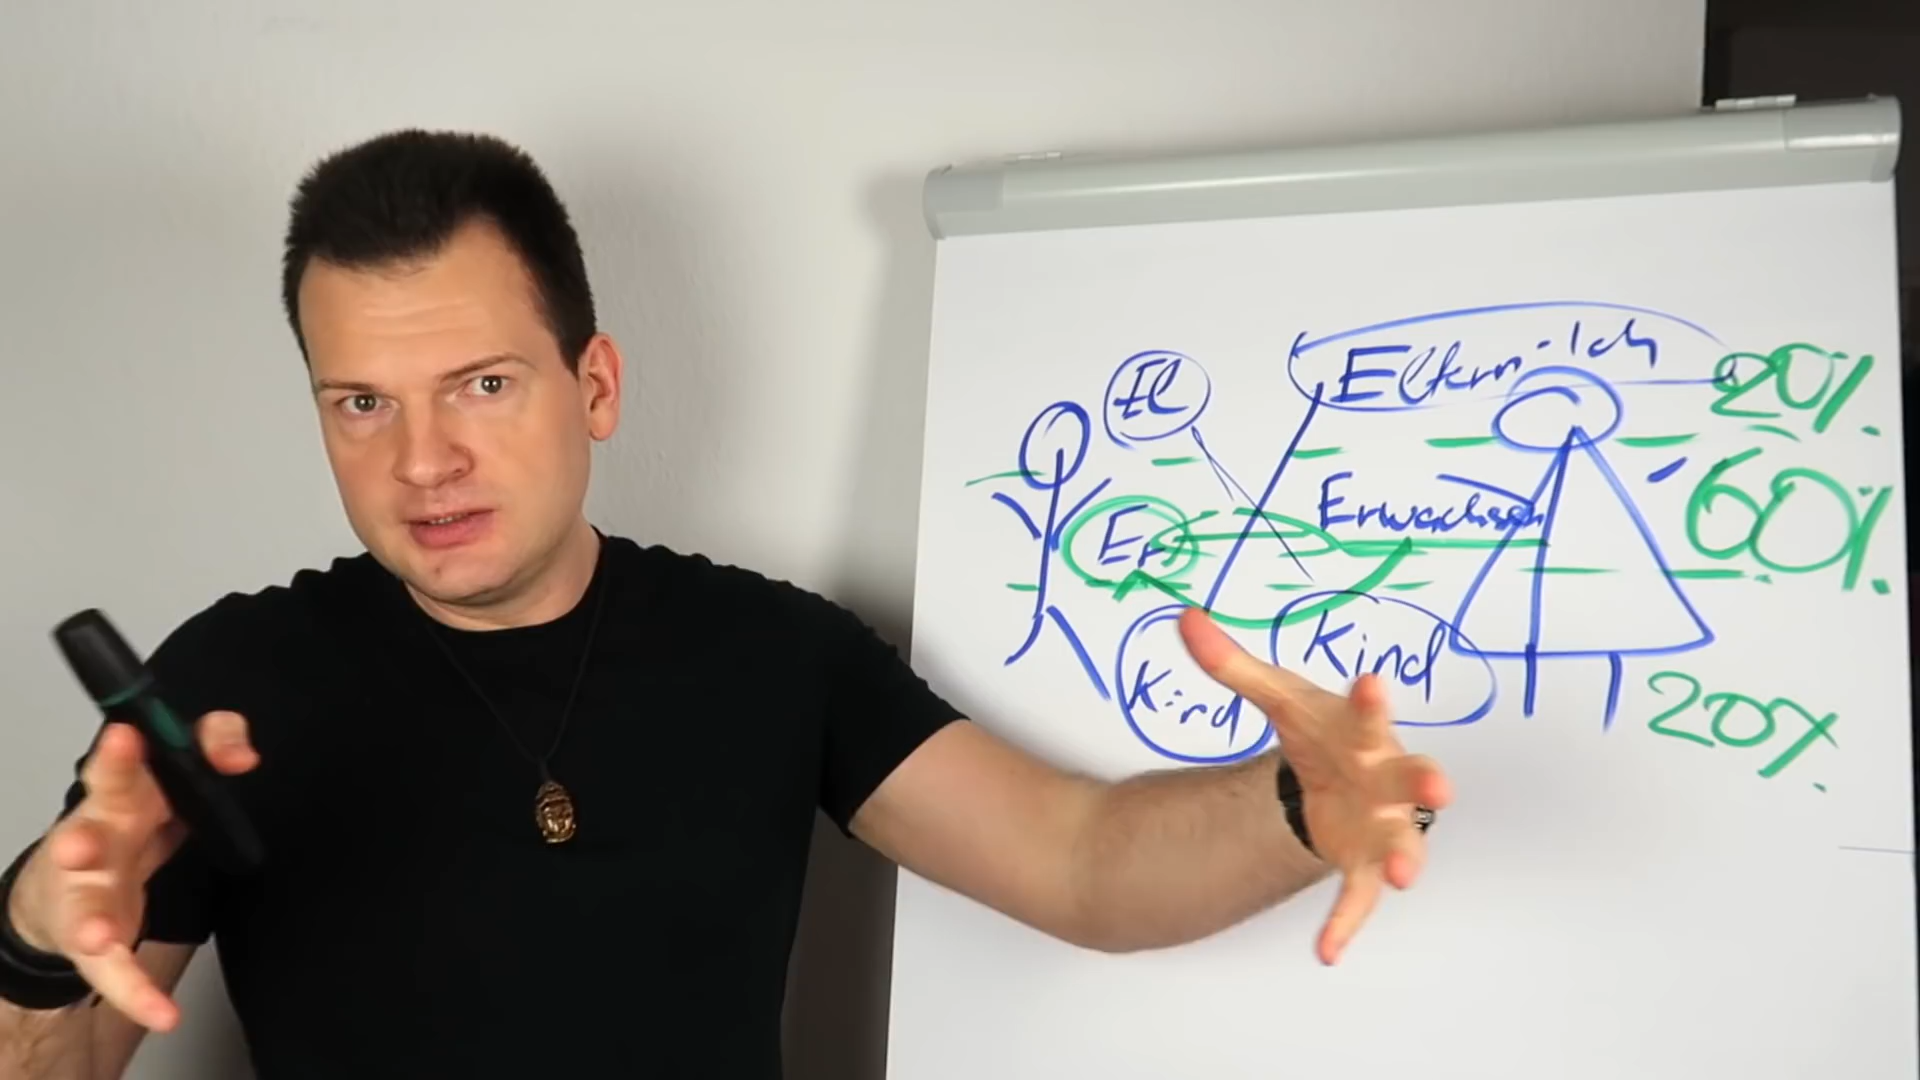 Eltern-Ich
20%.
El
Erwachsen
60%.
Er
Kind
Kind
20%.